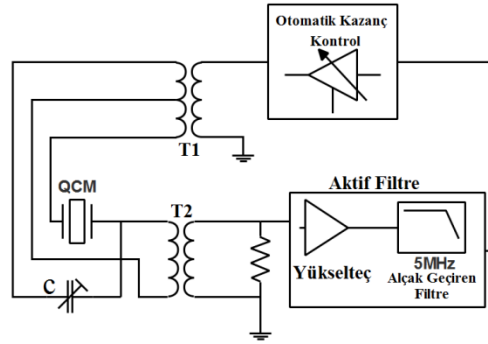 Otomatik Kazanç
Kontrol
T1
QCM
T2
Aktif Filtre
C
Yükselteç
5MHz
Alçak Geçiren
Filtre